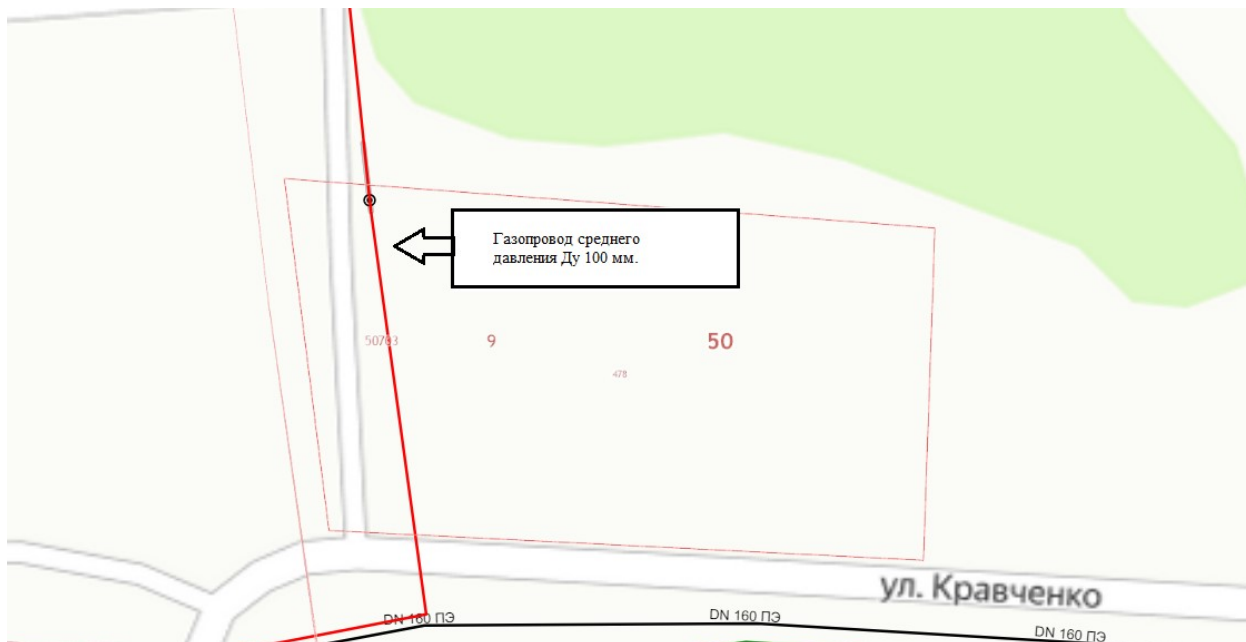 Газопровод среднего
давления Ду 100 мм.
50703
9
50
478
ул. Кравченко
DN 160 ПЭ
DN 160 ПЭ
DN 160 ПЭ